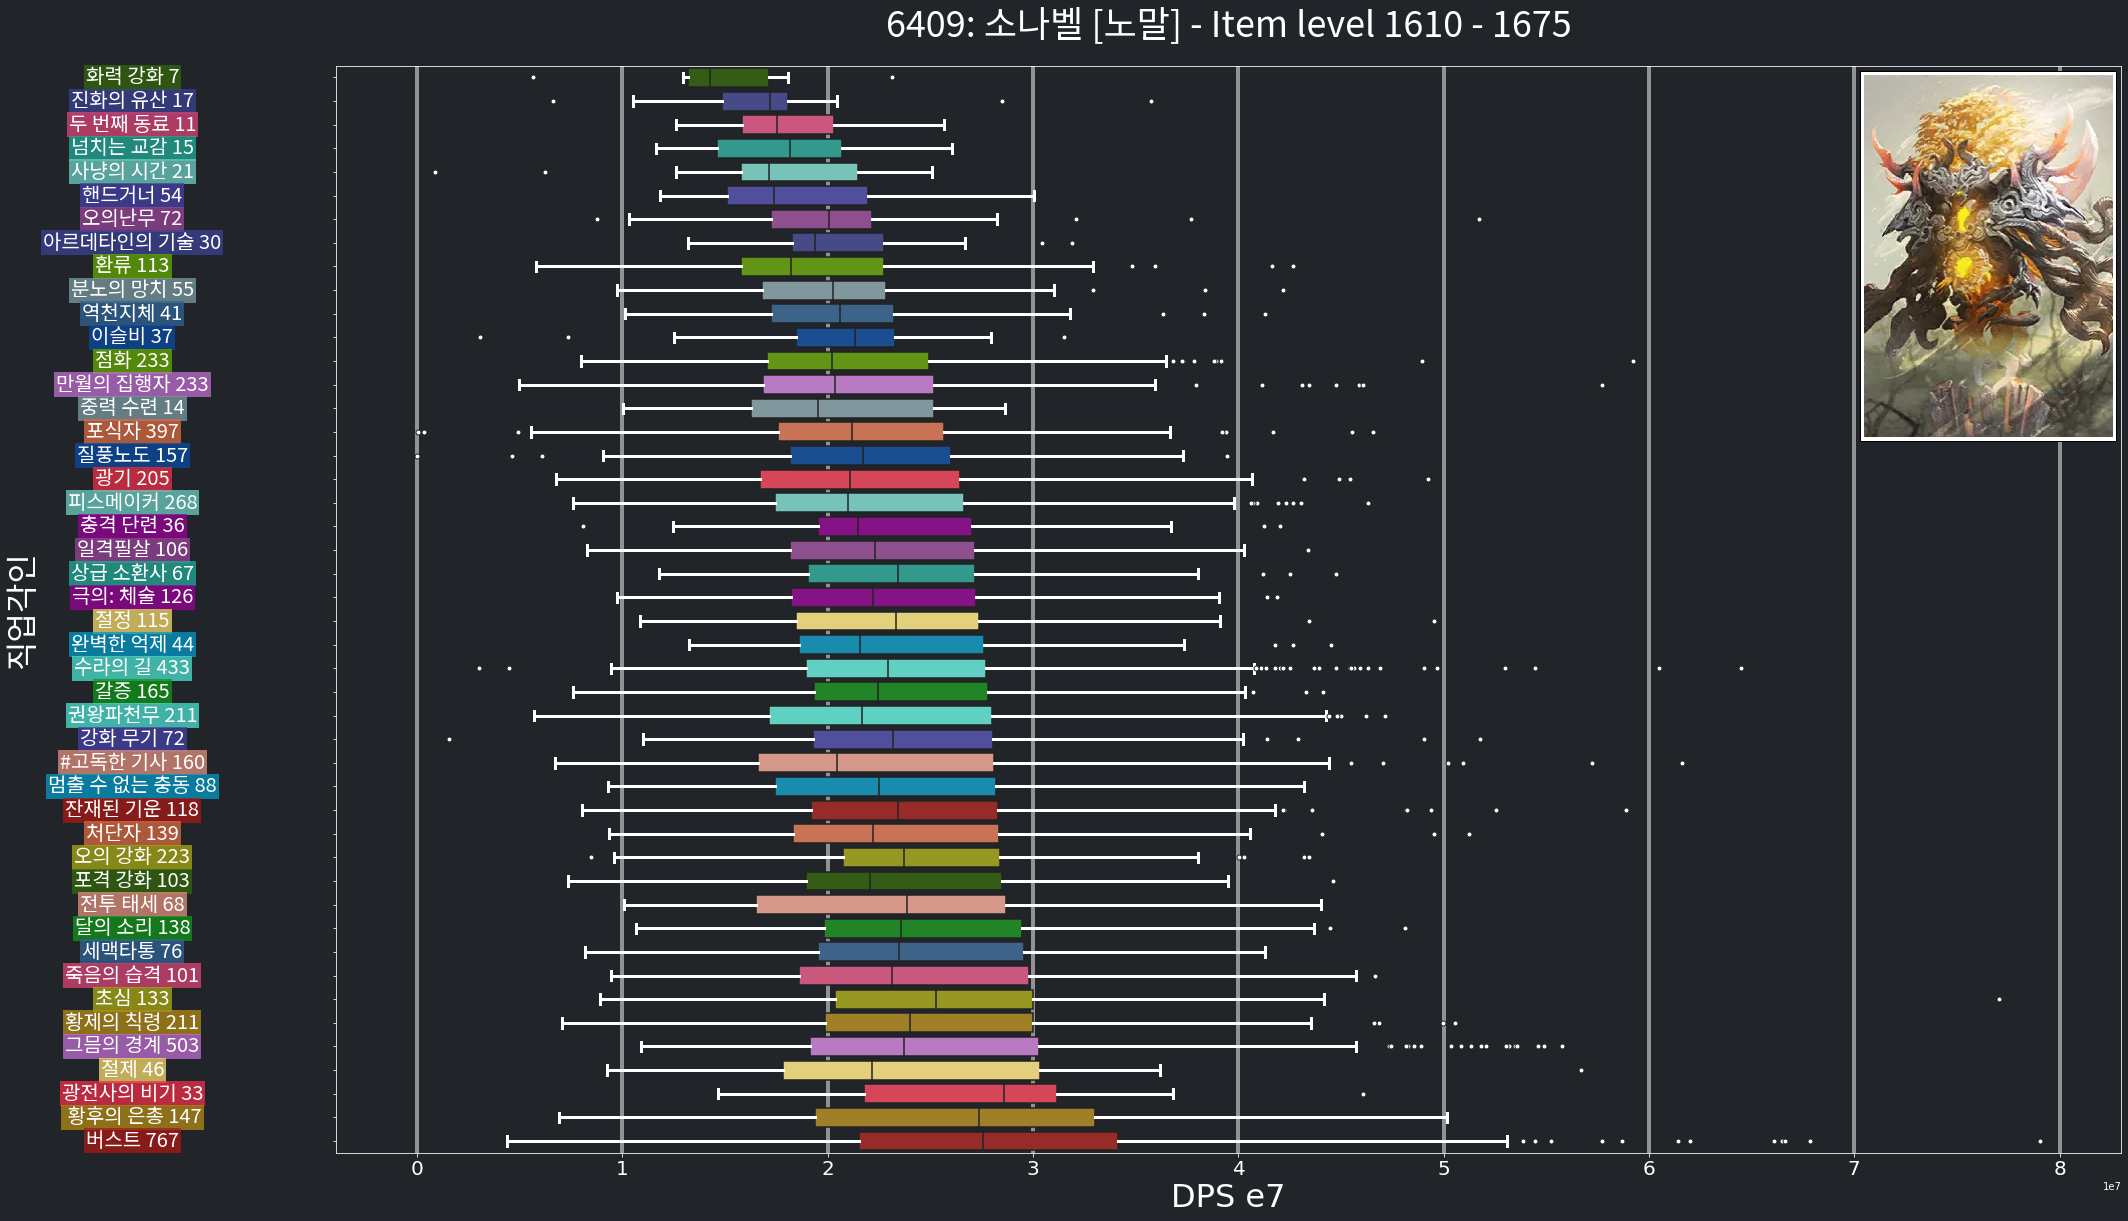 6409: 소나벨 [노말] - Item level 1610 - 1675
직업각인
화력 강화 7
진화의 유산 17
두 번째 동료 11
넘치는 교감 15
사냥의 시간 21
핸드거너 54
오의난무 72
아르데타인의 기술 30
환류 113
분노의 망치 55
역천지체 41
이슬비 37
점화 233
만월의 집행자 233
중력 수련 14
포식자 397
질풍노도 157
광기 205
피스메이커 268
충격 단련 36
일격필살 106
상급 소환사 67
극의: 체술 126
절정 115
완벽한 억제 44
수라의 길 433
갈증 165
권왕파천무 211
강화 무기 72
#고독한 기사 160
멈출 수 없는 충동 88
잔재된 기운 118
처단자 139
오의 강화 223
포격 강화 103
전투 태세 68
달의 소리 138
세맥타통 76
죽음의 습격 101
초심 133
황제의 칙령 211
그믐의 경계 503
절제 46
광전사의 비기 33
황후의 은총 147
버스트 767
0 1 2 3 4 5 6 7 8
DPS e7
1e7